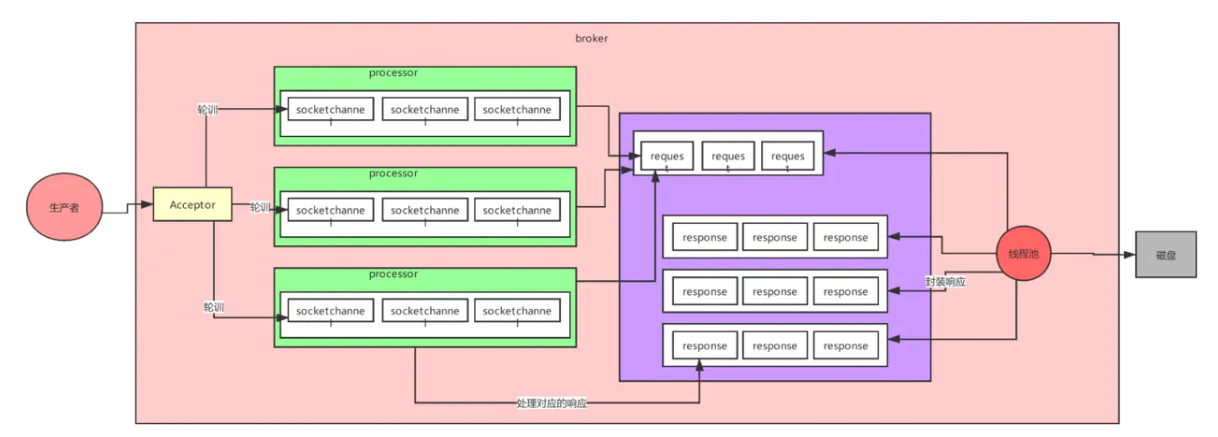 broker
processor
socketchanne
l
socketchanne
l
socketchanne
l
轮训
processor
socketchanne
l
socketchanne
l
socketchanne
l
轮训
processor
socketchanne
l
socketchanne
l
socketchanne
l
轮训
生产者
Acceptor
reques
t
reques
t
reques
t
response
response
response
response
response
response
response
response
response
线程池
封装响应
磁盘
处理对应的响应